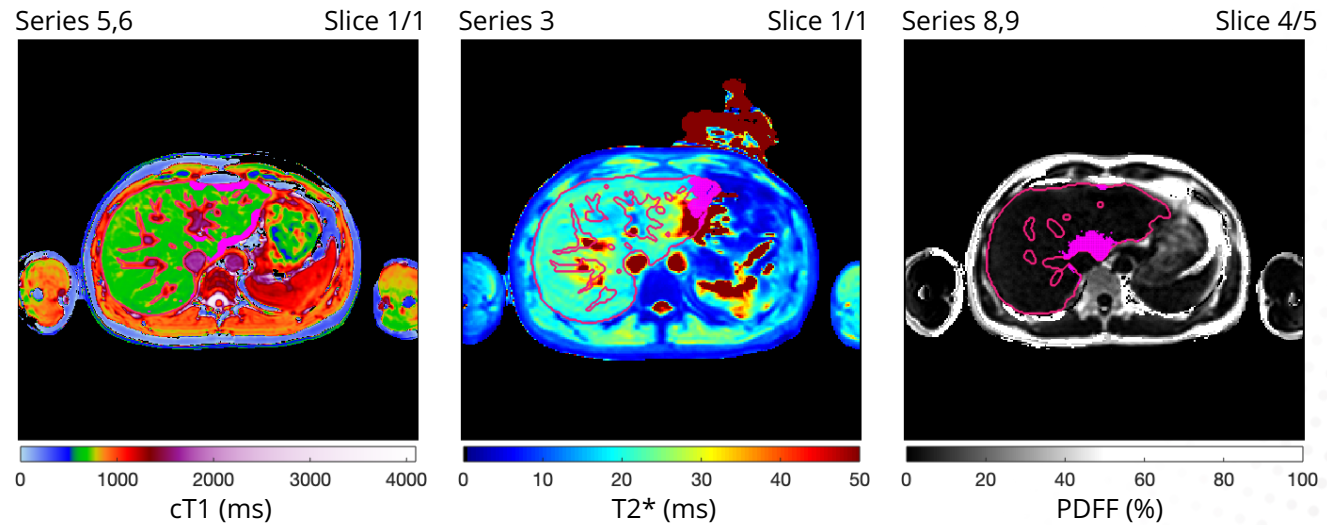 Series 5,6 Slice 1/1 Series 3 Slice 1/1 Series 8,9 Slice 4/5
0 1000 2000 3000 4000 0 10 20 30 40 50 0 20 40 60 80 100
cT1 (ms) T2* (ms) PDFF (%)